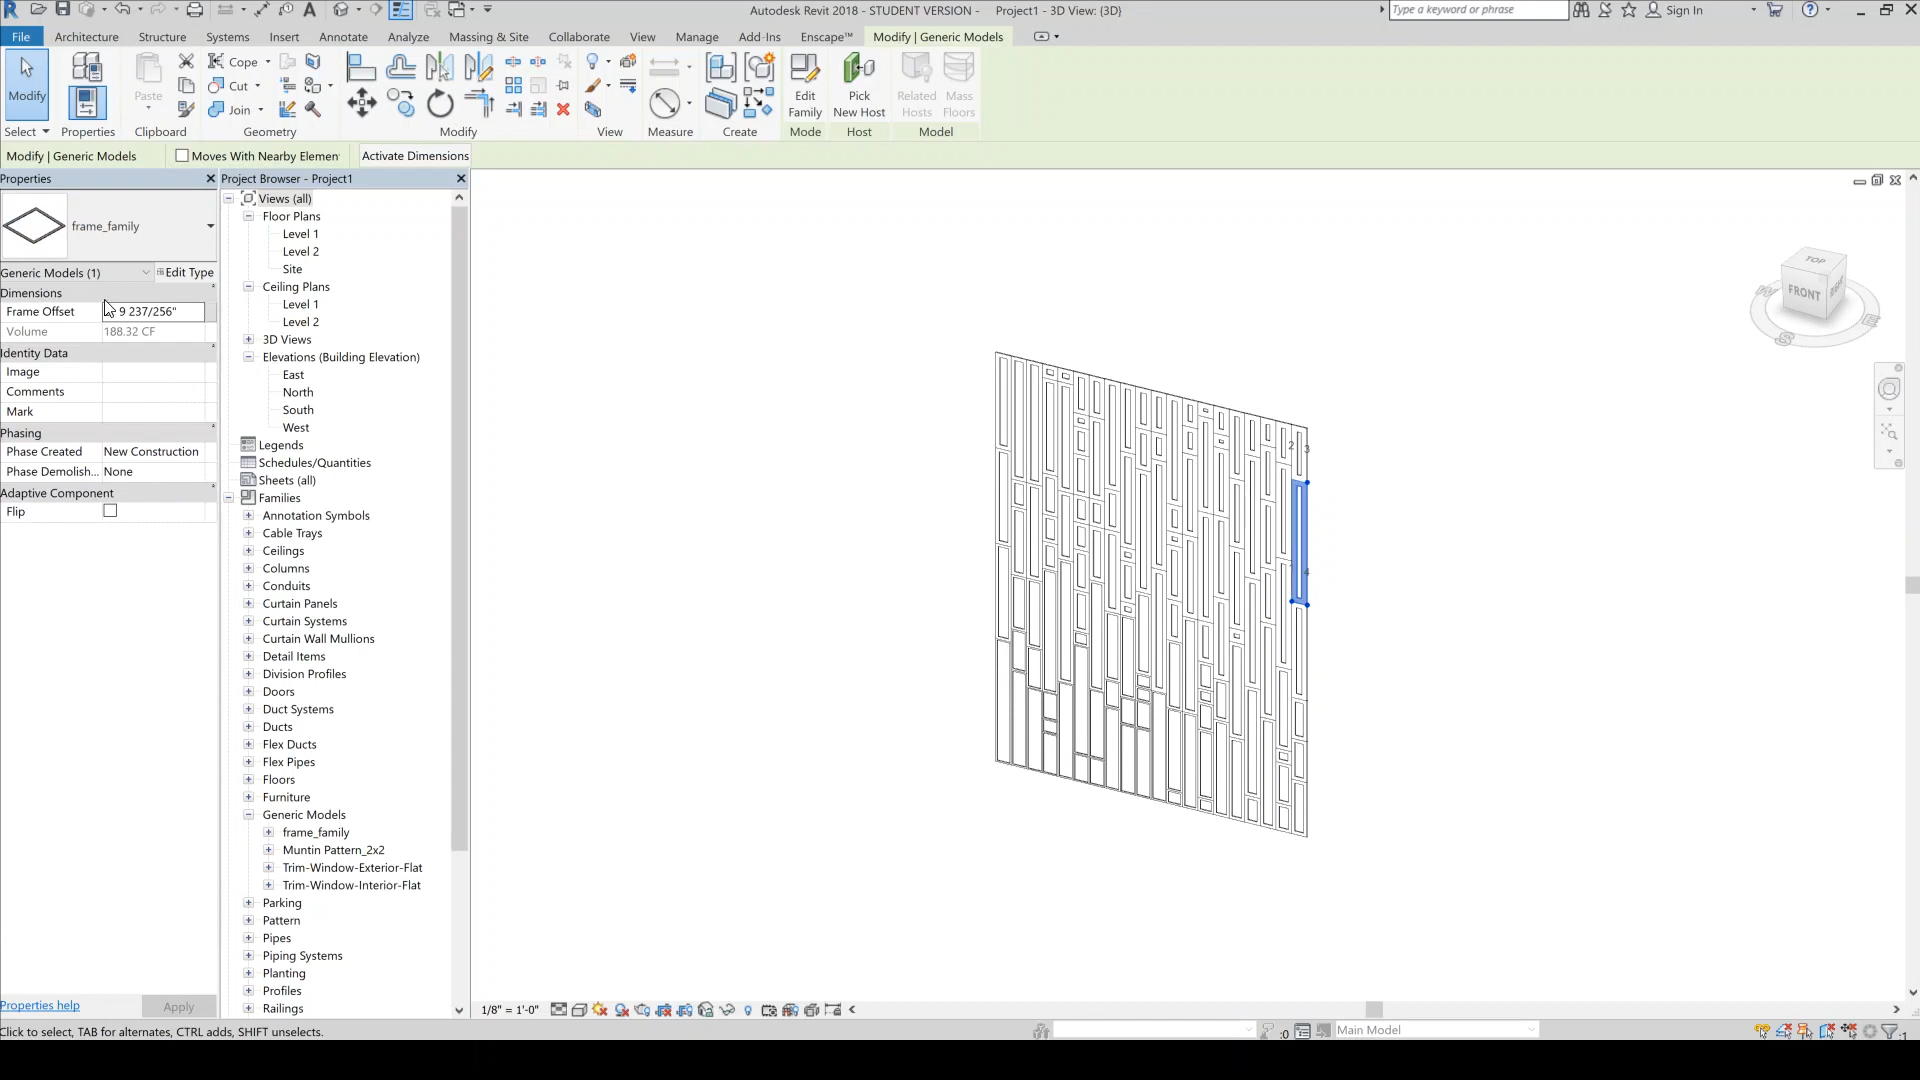 Autodesk Revit 2018 - STUDENT VERSION - Project1 - 3D View: {3D}
Type a keyword or phrase
Sign In
File Architecture Structure Systems Insert Annotate Analyze Massing & Site Collaborate View Manage Add-Ins Enscape™ Modify | Generic Models
Modify
Paste
Cope
Cut
Join
Edit Family
Pick New Host
Related Hosts
Mass Floors
Select Properties Clipboard Geometry Modify View Measure Create Mode Host Model
Modify | Generic Models
Moves With Nearby Elemen
Activate Dimensions
Properties
frame_family
Generic Models (1)
Edit Type
Dimensions
Frame Offset 9 237/256"
Volume 188.32 CF
Identity Data
Image
Comments
Mark
Phasing
Phase Created New Construction
Phase Demolish... None
Adaptive Component
Flip
Properties help
Apply
Project Browser - Project1
Views (all)
Floor Plans
Level 1
Level 2
Site
Ceiling Plans
Level 1
Level 2
3D Views
Elevations (Building Elevation)
East
North
South
West
Legends
Schedules/Quantities
Sheets (all)
Families
Annotation Symbols
Cable Trays
Ceilings
Columns
Conduits
Curtain Panels
Curtain Systems
Curtain Wall Mullions
Detail Items
Division Profiles
Doors
Duct Systems
Ducts
Flex Ducts
Flex Pipes
Floors
Furniture
Generic Models
frame_family
Muntin Pattern_2x2
Trim-Window-Exterior-Flat
Trim-Window-Interior-Flat
Parking
Pattern
Pipes
Piping Systems
Planting
Profiles
Railings
TOP
FRONT
RIGHT
W
S
E
2
3
4
1/8" = 1'-0"
Click to select, TAB for alternates, CTRL adds, SHIFT unselects.
:0
Main Model
:1